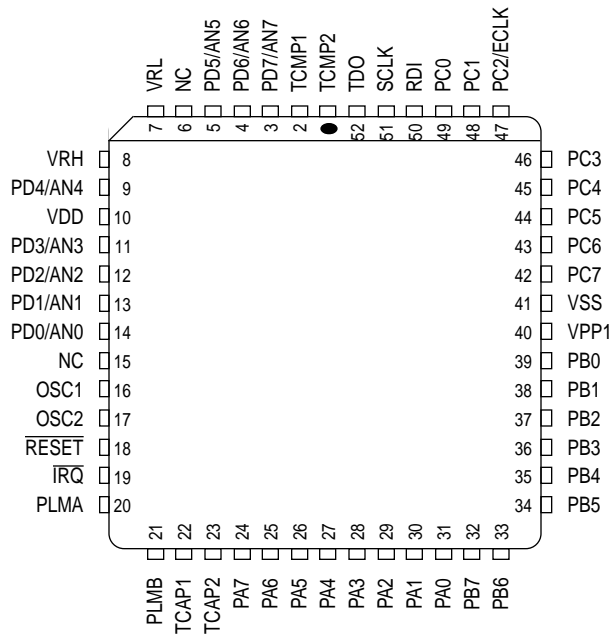 VRL
NC
PD5/AN5
PD6/AN6
PD7/AN7
TCMP1
TCMP2
TDO
SCLK
RDI
PC0
PC1
PC2/ECLK
7
6
5
4
3
2
52
51
50
49
48
47
VRH 8
PD4/AN4 9
VDD 10
PD3/AN3 11
PD2/AN2 12
PD1/AN1 13
PD0/AN0 14
NC 15
OSC1 16
OSC2 17
RESET 18
IRQ 19
PLMA 20
46 PC3
45 PC4
44 PC5
43 PC6
42 PC7
41 VSS
40 VPP1
39 PB0
38 PB1
37 PB2
36 PB3
35 PB4
34 PB5
21
22
23
24
25
26
27
28
29
30
31
32
33
PLMB
TCAP1
TCAP2
PA7
PA6
PA5
PA4
PA3
PA2
PA1
PA0
PB7
PB6